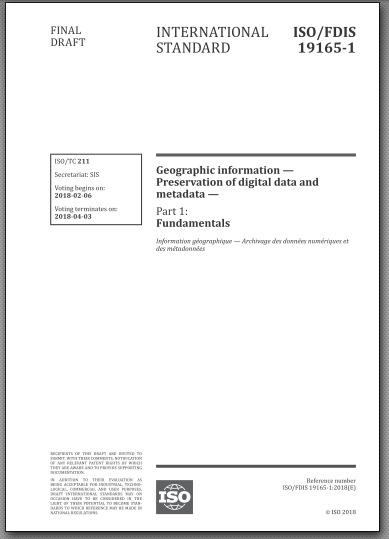 FINAL
DRAFT
INTERNATIONAL
STANDARD
ISO/FDIS
19165-1
ISO/TC 211
Secretariat: SIS
Voting begins on:
2018-02-06
Voting terminates on:
2018-04-03
Geographic information —
Preservation of digital data and
metadata —
Part 1:
Fundamentals
Information géographique — Archivage des données numériques et
des métadonnées
RECIPIENTS OF THIS DRAFT ARE INVITED TO
SUBMIT, WITH THEIR COMMENTS, NOTIFICATION
OF ANY RELEVANT PATENT RIGHTS OF WHICH
THEY ARE AWARE AND TO PROVIDE SUPPORTING
DOCUMENTATION.
IN ADDITION TO THEIR EVALUATION AS
BEING ACCEPTABLE FOR INDUSTRIAL, TECHNO-
LOGICAL, COMMERCIAL AND USER PURPOSES,
DRAFT INTERNATIONAL STANDARDS MAY ON
OCCASION HAVE TO BE CONSIDERED IN THE
LIGHT OF THEIR POTENTIAL TO BECOME STAN-
DARDS TO WHICH REFERENCE MAY BE MADE IN
NATIONAL REGULATIONS.
ISO
Reference number
ISO/FDIS 19165-1:2018(E)
© ISO 2018